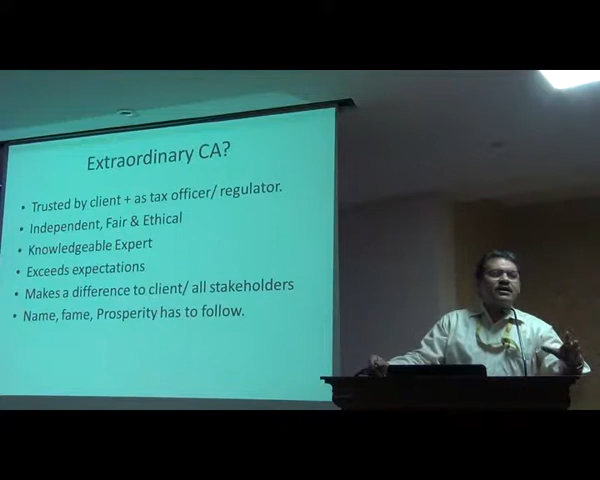 Extraordinary CA?
• Trusted by client + as tax officer/ regulator.
• Independent, Fair & Ethical
• Knowledgeable Expert
• Exceeds expectations
• Makes a difference to client/ all stakeholders
• Name, fame, Prosperity has to follow.